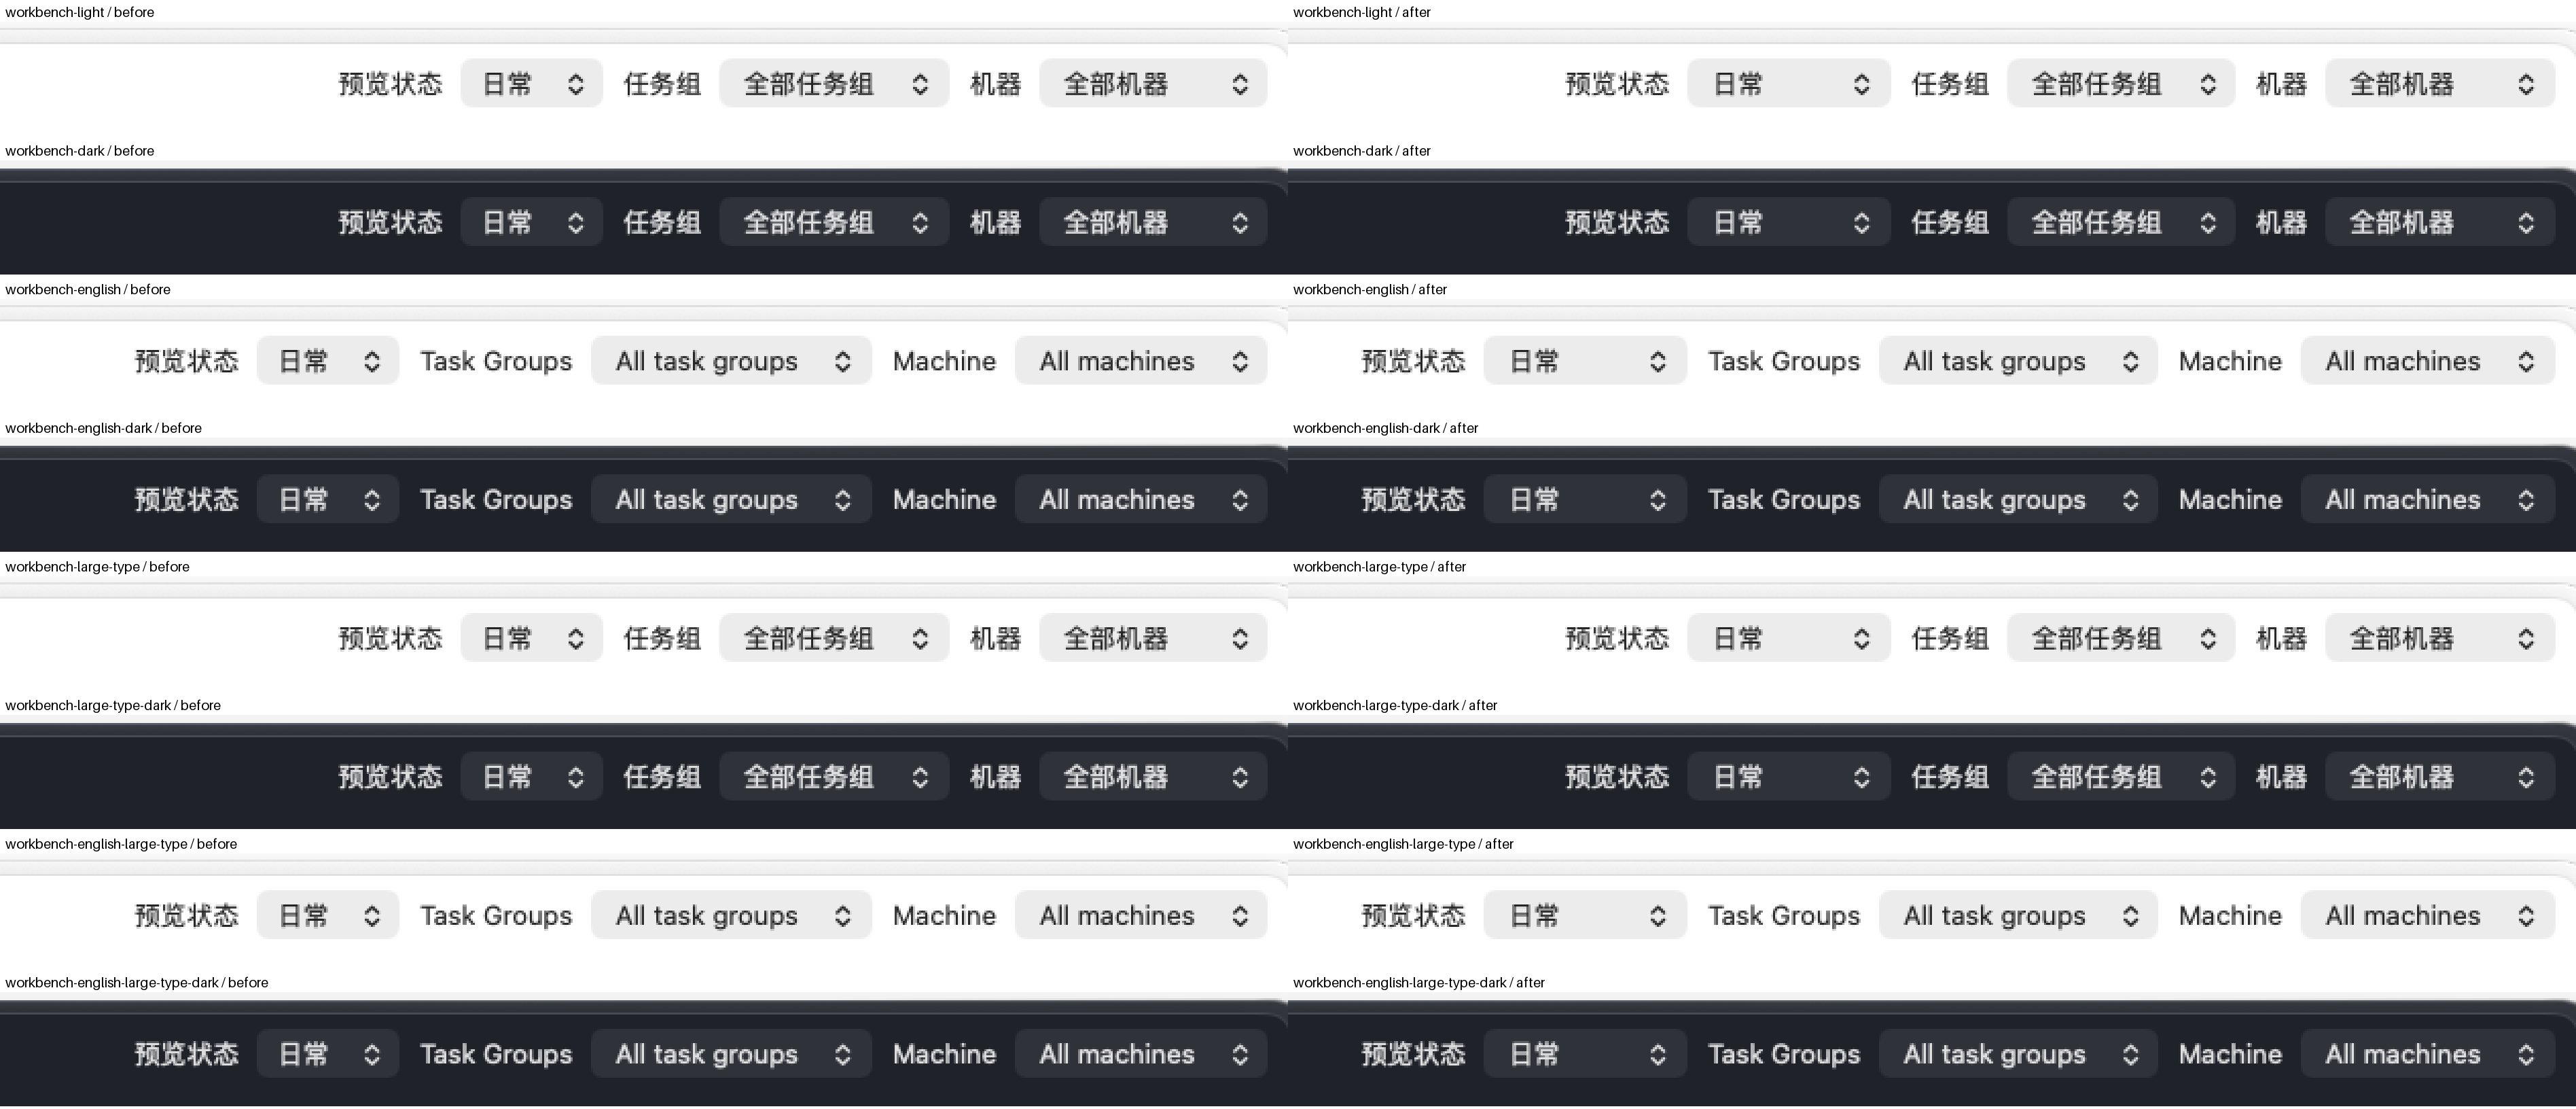 workbench-light / before
workbench-light / after
预览状态 日常 任务组 全部任务组 机器 全部机器
预览状态 日常 任务组 全部任务组 机器 全部机器
workbench-dark / before
workbench-dark / after
预览状态 日常 任务组 全部任务组 机器 全部机器
预览状态 日常 任务组 全部任务组 机器 全部机器
workbench-english / before
workbench-english / after
预览状态 日常 Task Groups All task groups Machine All machines
预览状态 日常 Task Groups All task groups Machine All machines
workbench-english-dark / before
workbench-english-dark / after
预览状态 日常 Task Groups All task groups Machine All machines
预览状态 日常 Task Groups All task groups Machine All machines
workbench-large-type / before
workbench-large-type / after
预览状态 日常 任务组 全部任务组 机器 全部机器
预览状态 日常 任务组 全部任务组 机器 全部机器
workbench-large-type-dark / before
workbench-large-type-dark / after
预览状态 日常 任务组 全部任务组 机器 全部机器
预览状态 日常 任务组 全部任务组 机器 全部机器
workbench-english-large-type / before
workbench-english-large-type / after
预览状态 日常 Task Groups All task groups Machine All machines
预览状态 日常 Task Groups All task groups Machine All machines
workbench-english-large-type-dark / before
workbench-english-large-type-dark / after
预览状态 日常 Task Groups All task groups Machine All machines
预览状态 日常 Task Groups All task groups Machine All machines